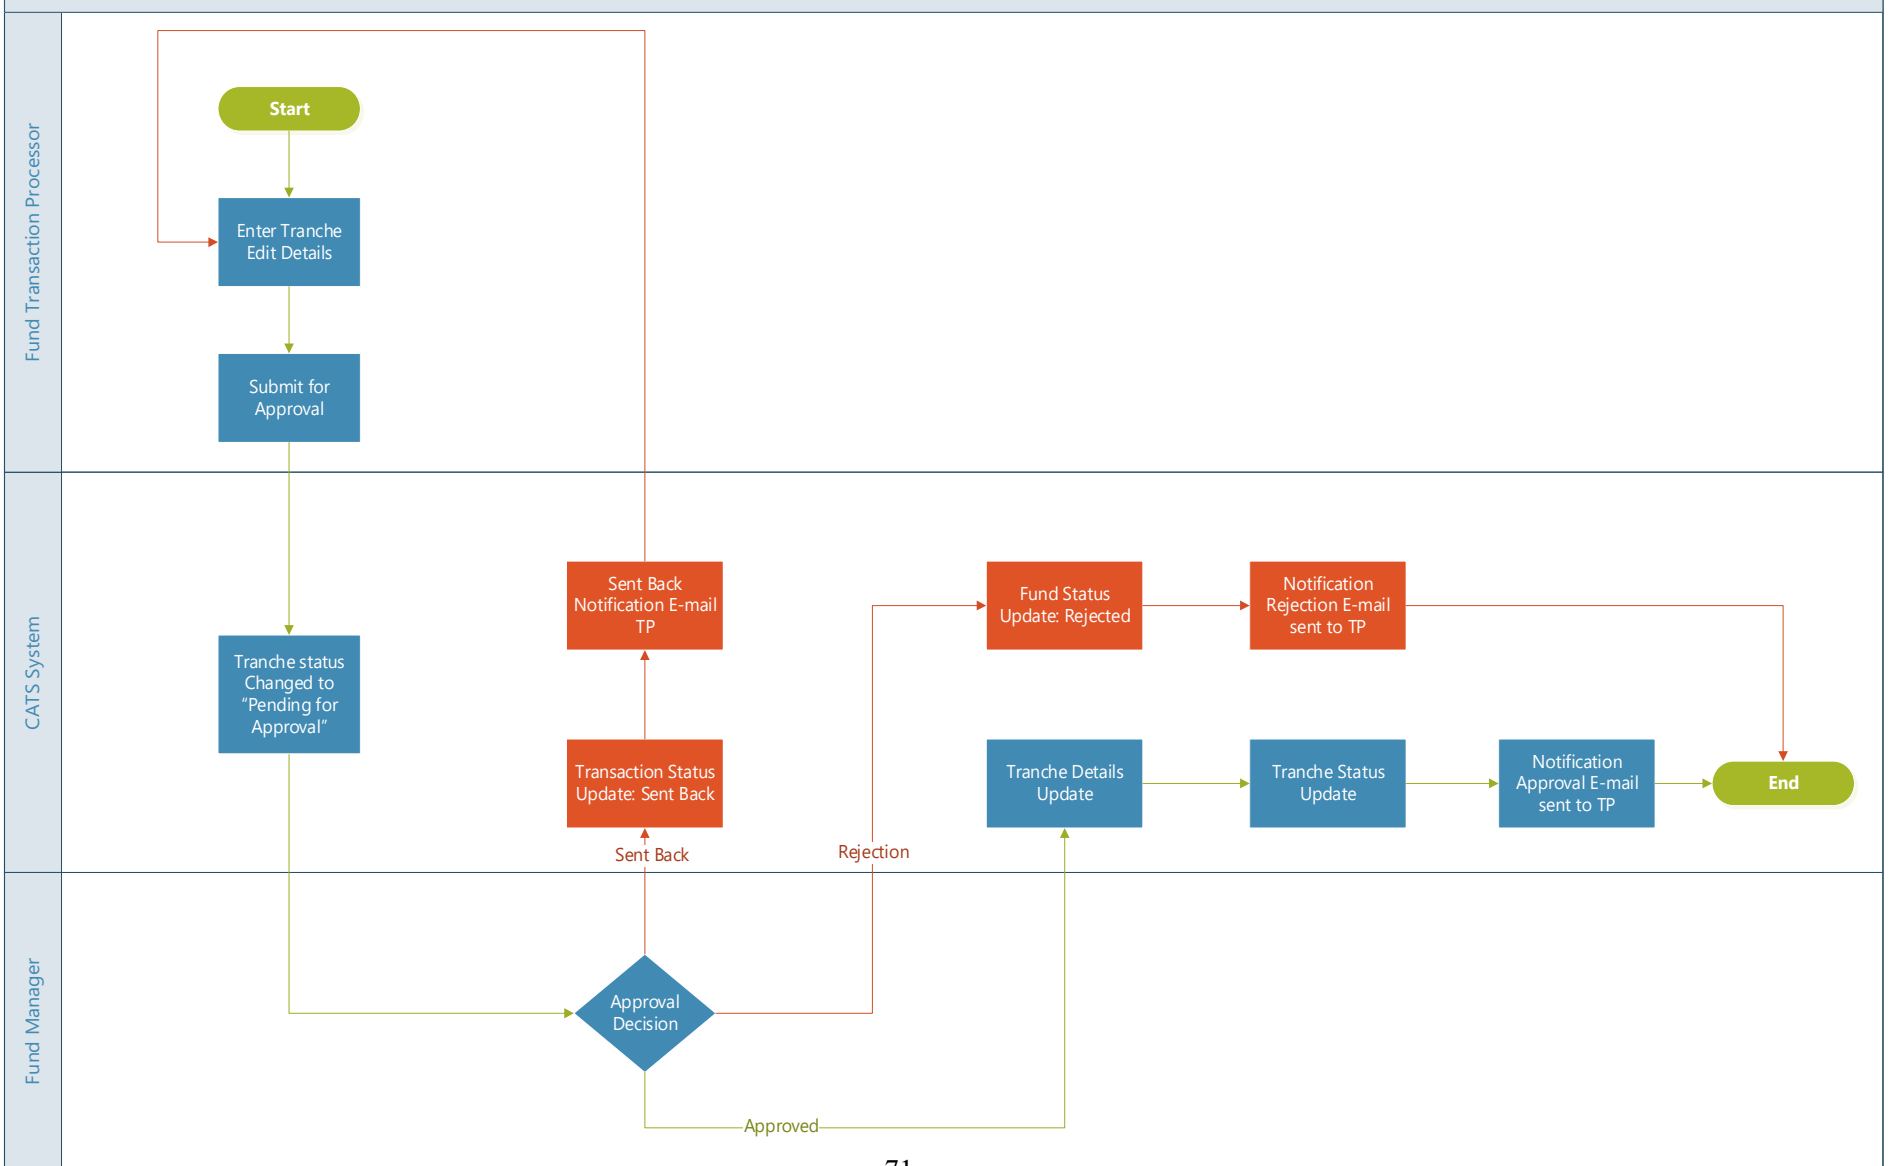 Fund Transaction Processor
Start
Enter Tranche
Edit Details
Submit for
Approval
CATS System
Tranche status
Changed to
“Pending for
Approval”
Sent Back
Notification E-mail
TP
Transaction Status
Update: Sent Back
Sent Back
Rejection
Fund Status
Update: Rejected
Notification
Rejection E-mail
sent to TP
Tranche Details
Update
Tranche Status
Update
Notification
Approval E-mail
sent to TP
End
Fund Manager
Approval
Decision
Approved
71